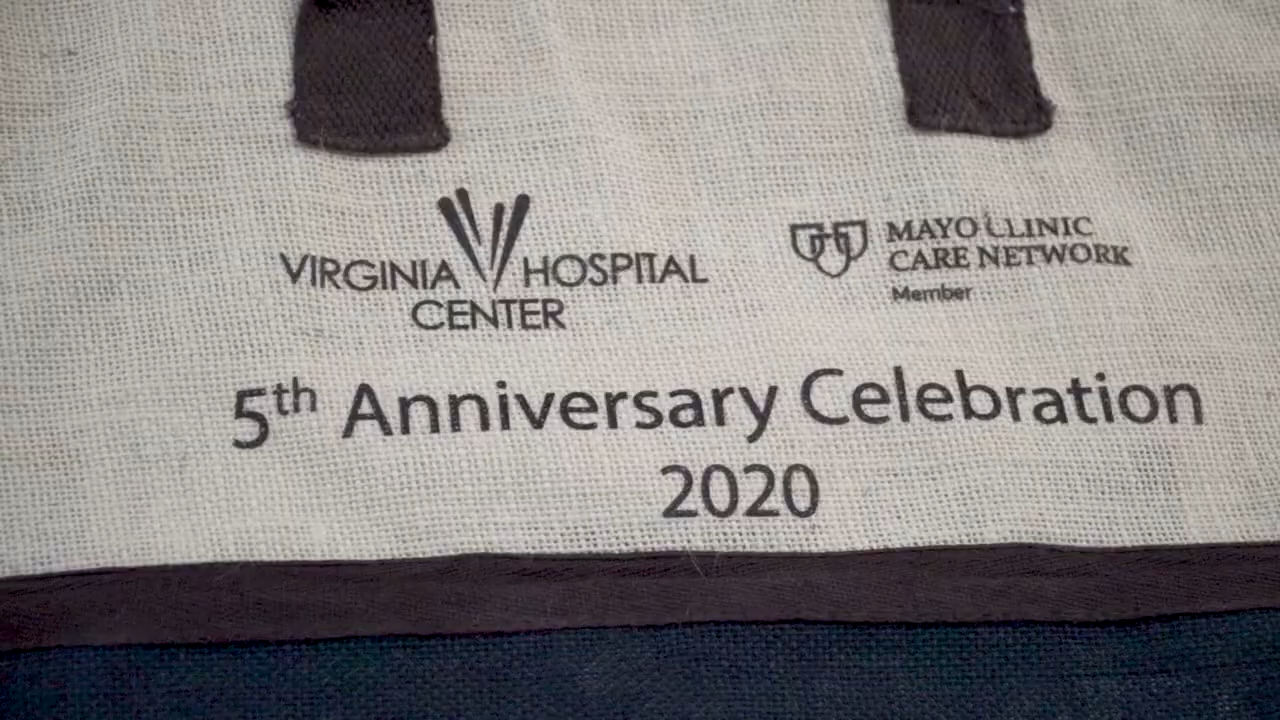 VIRGINIA HOSPITAL
CENTER
MAYO CLINIC
CARE NETWORK
Member
5th Anniversary Celebration
2020